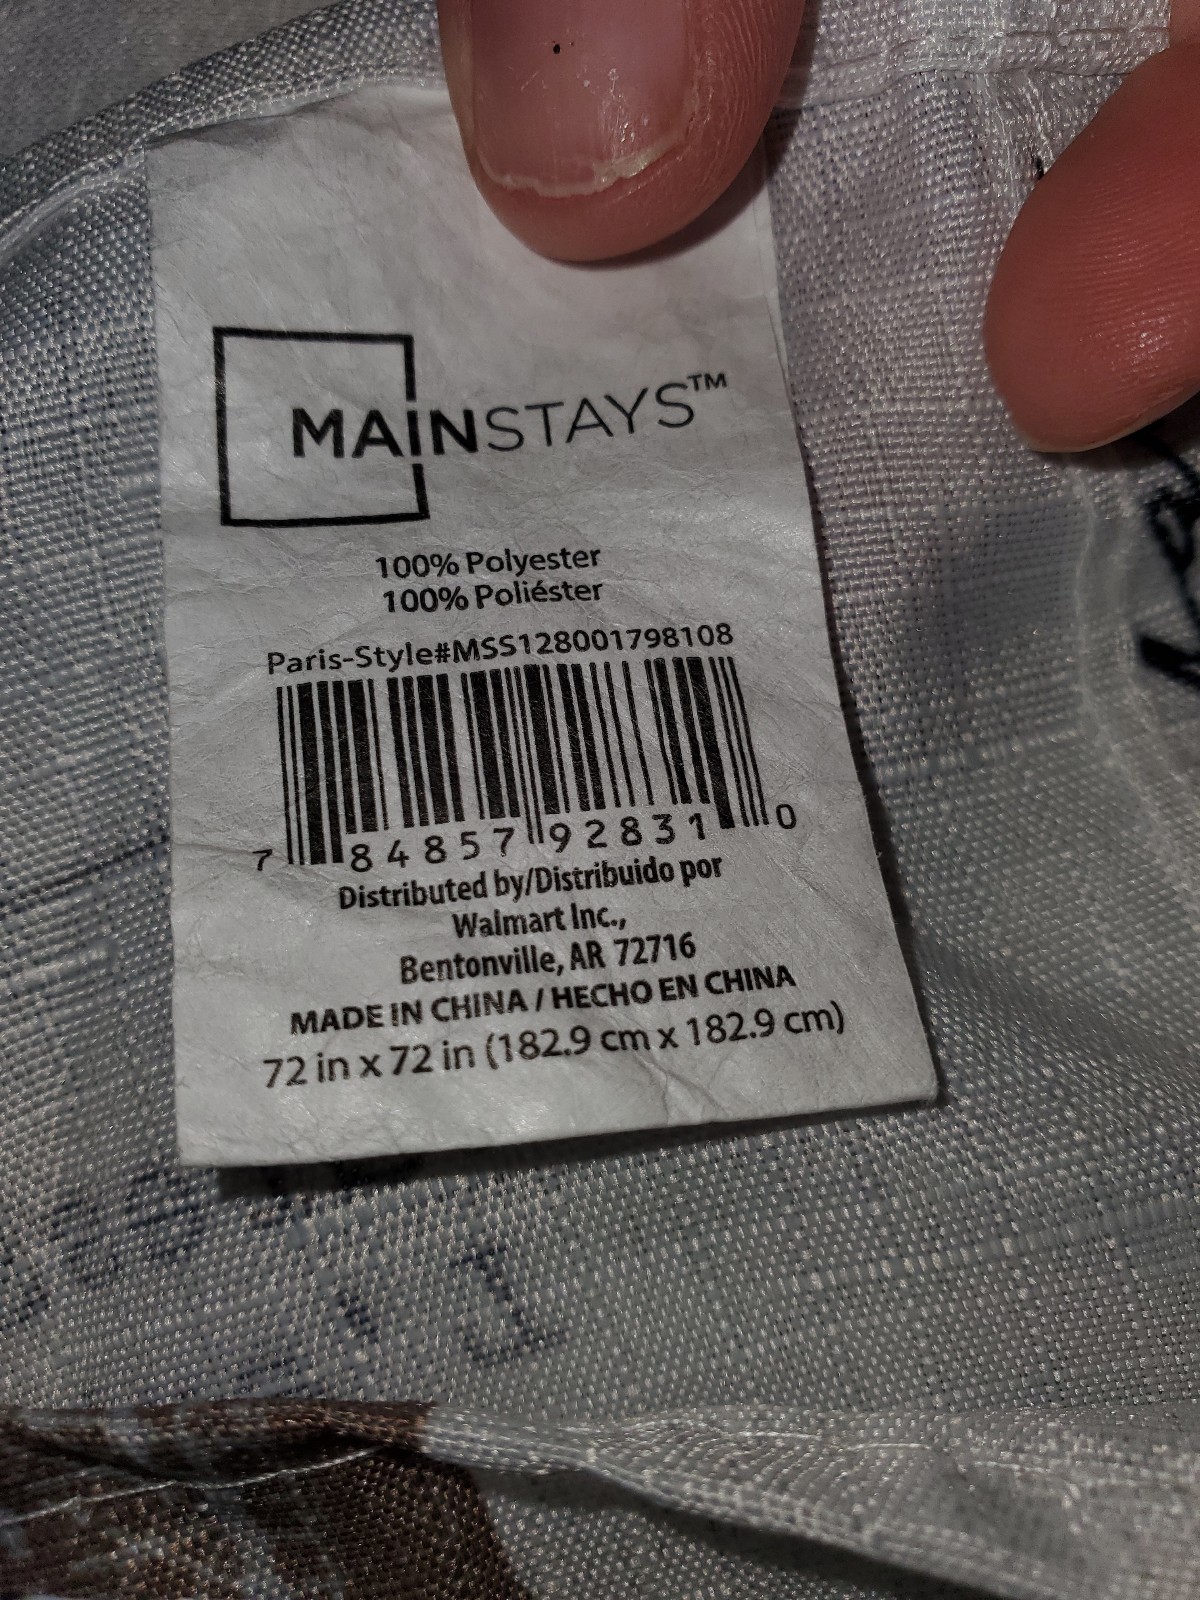 MAINSTAYS™
100% Polyester
100% Poliéster
Paris-Style#MSS128001798108
7 84857 92831 0
Distributed by/Distribuido por
Walmart Inc.,
Bentonville, AR 72716
MADE IN CHINA / HECHO EN CHINA
72 in x 72 in (182.9 cm x 182.9 cm)